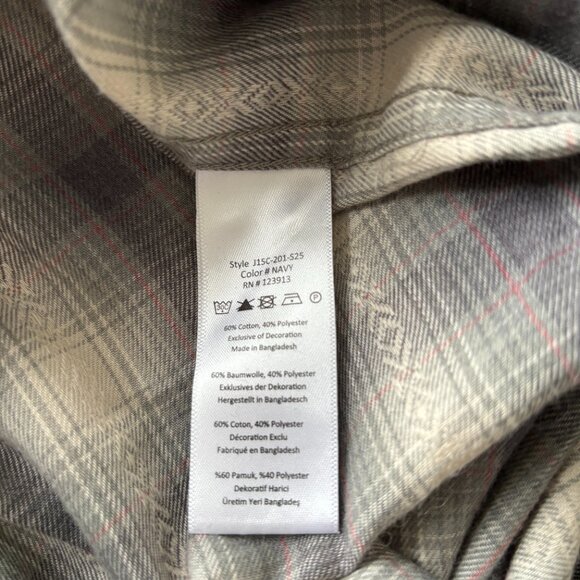 Style J15C-201-S25
Color # NAVY
RN # 123913
P
60% Cotton, 40% Polyester
Exclusive of Decoration
Made in Bangladesh
60% Baumwolle, 40% Polyester
Exklusives der Dekoration
Hergestellt in Bangladesch
60% Coton, 40% Polyester
Décoration Exclu
Fabriqué en Bangladesh
%60 Pamuk, %40 Polyester
Dekoratif Harici
Üretim Yeri Bangladeş